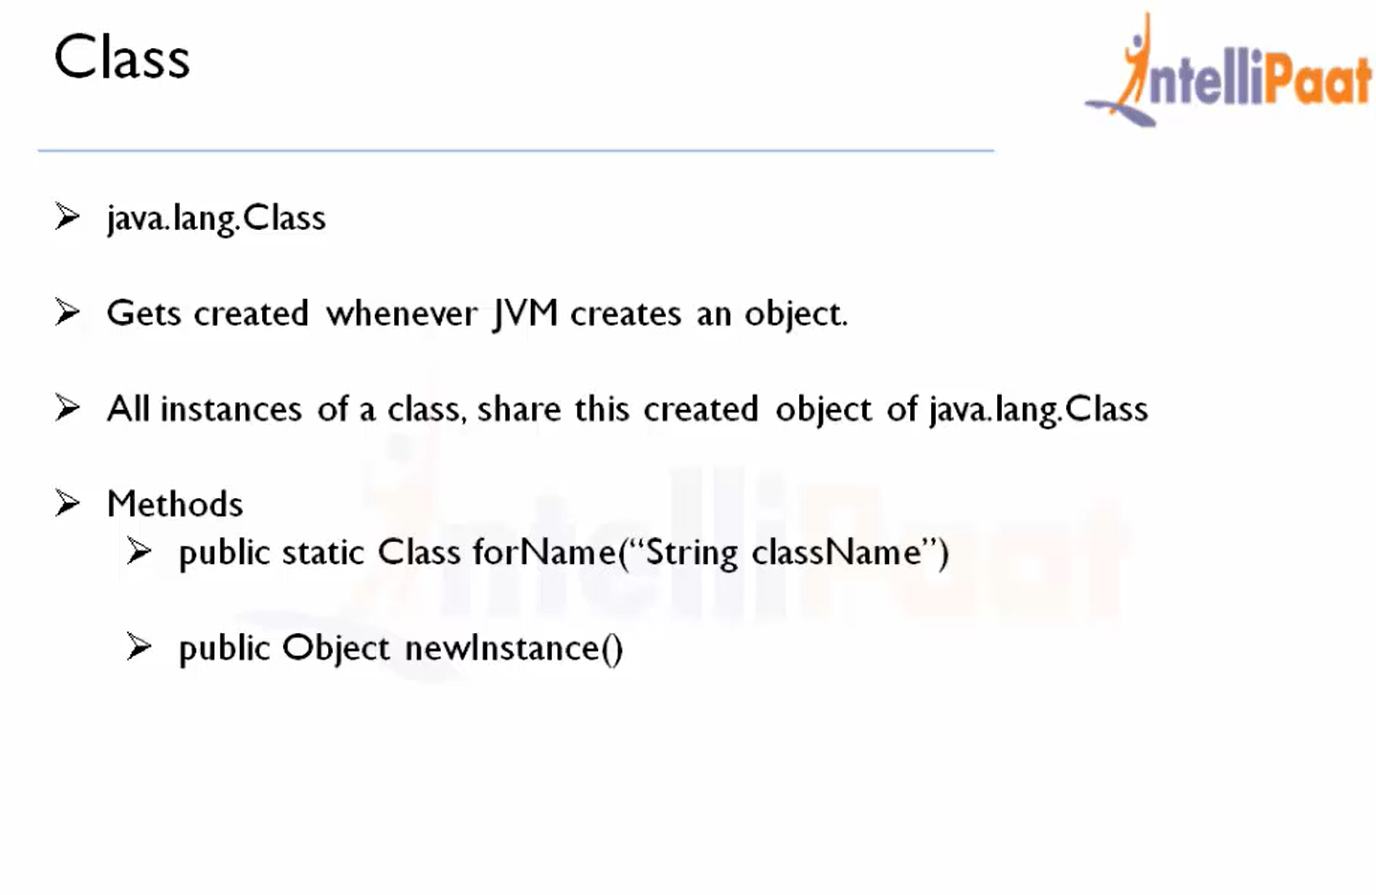 Class
IntelliPaat
java.lang.Class
Gets created whenever JVM creates an object.
All instances of a class, share this created object of java.lang.Class
Methods
public static Class forName(“String className”)
public Object newInstance()
IntelliPaat